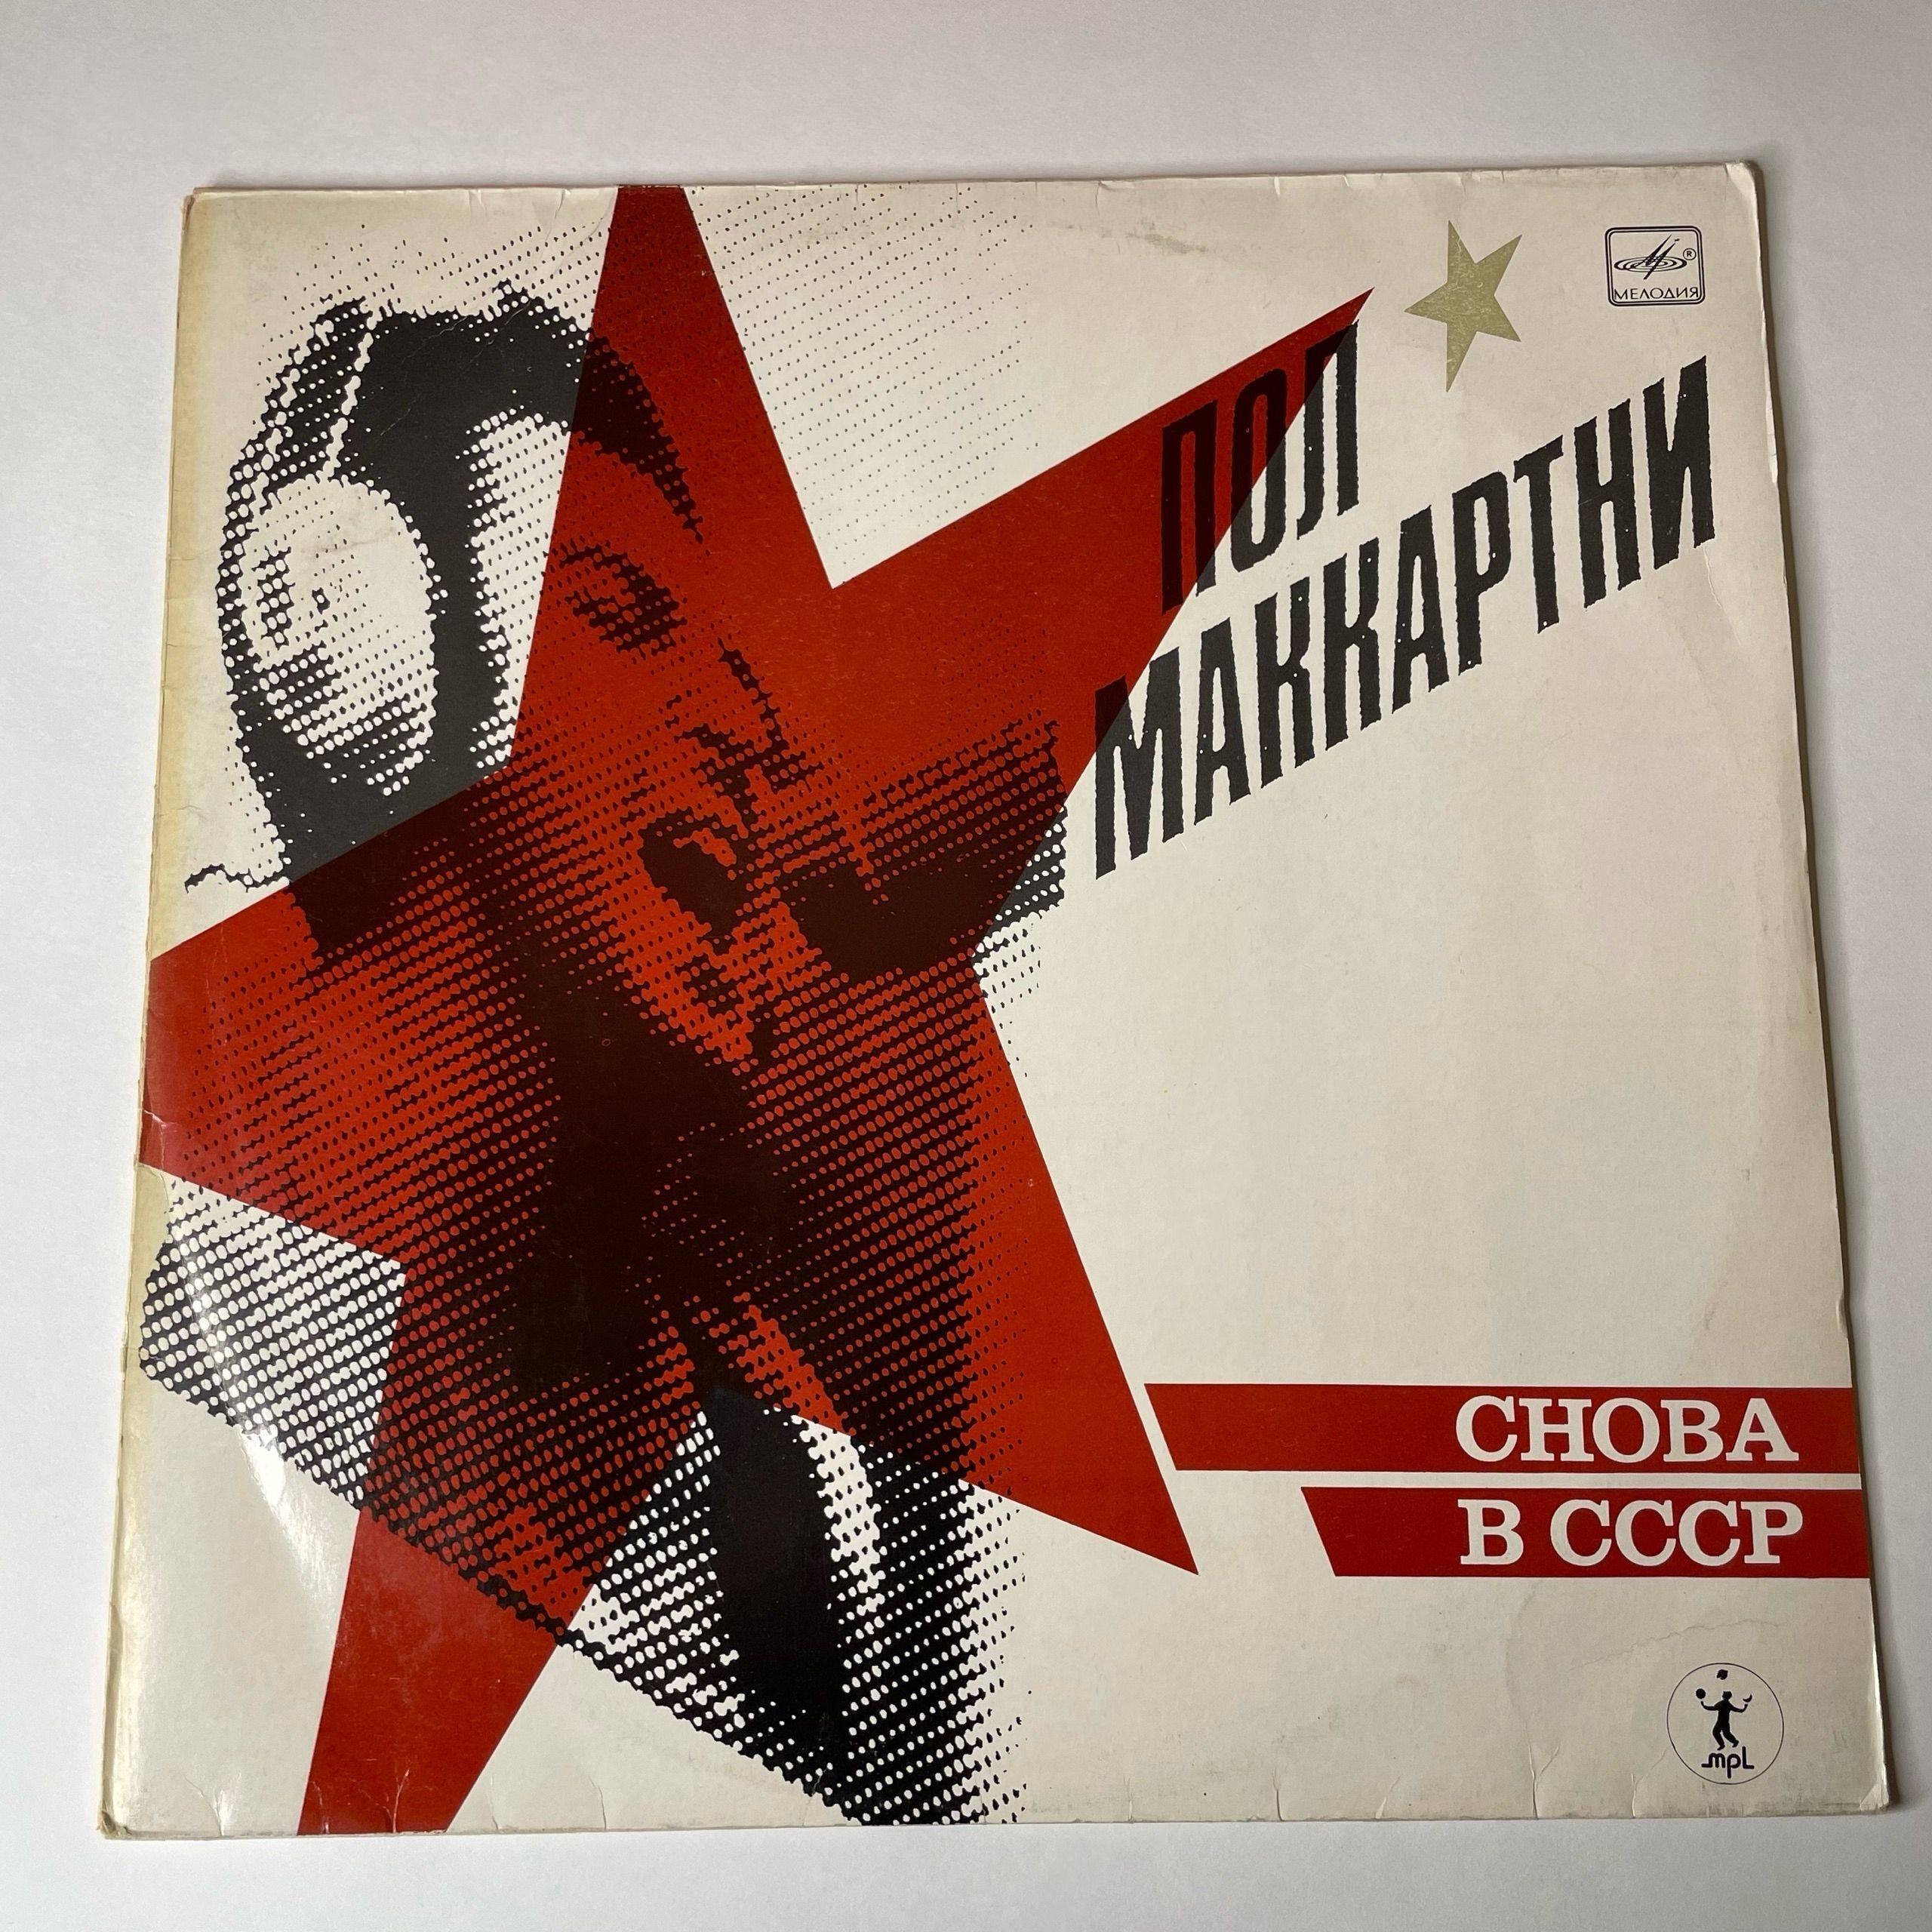 МЕЛОДИЯ
ПОЛ
МАККАРТНИ
СНОВА
В СССР
mpl